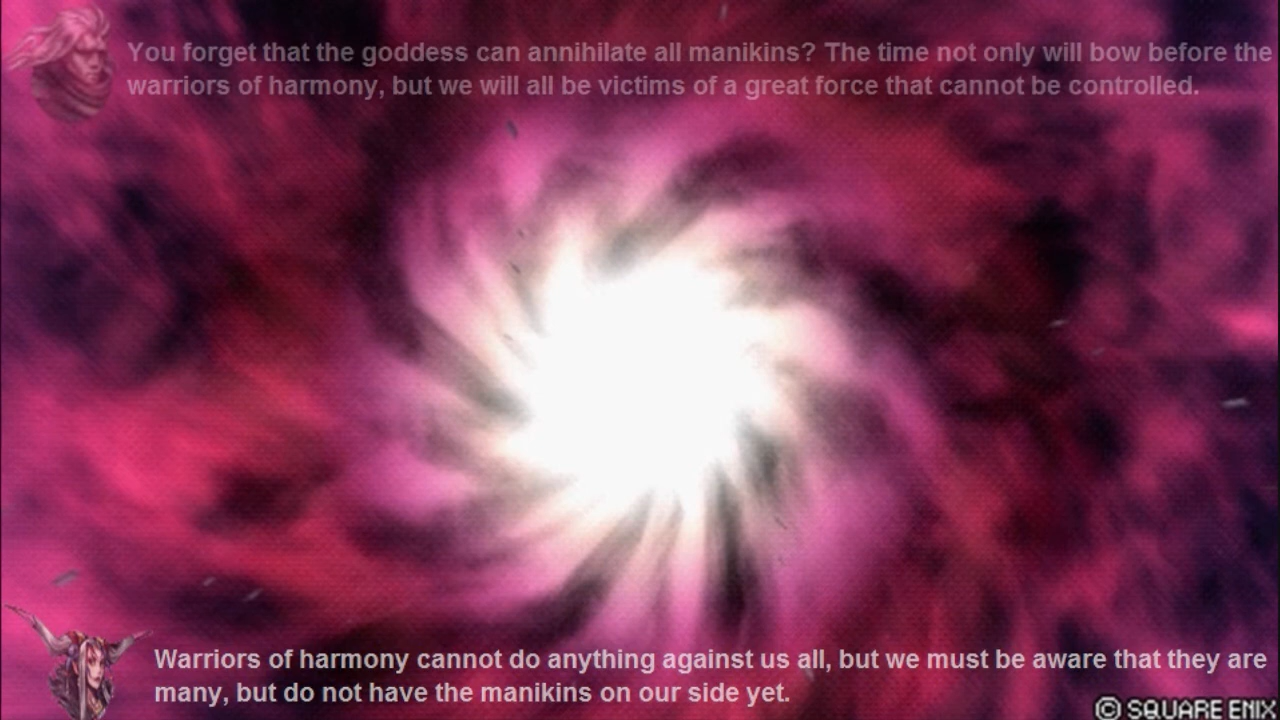 You forget that the goddess can annihilate all manikins? The time not only will bow before the
warriors of harmony, but we will all be victims of a great force that cannot be controlled.
Warriors of harmony cannot do anything against us all, but we must be aware that they are
many, but do not have the manikins on our side yet.
© SQUARE ENIX